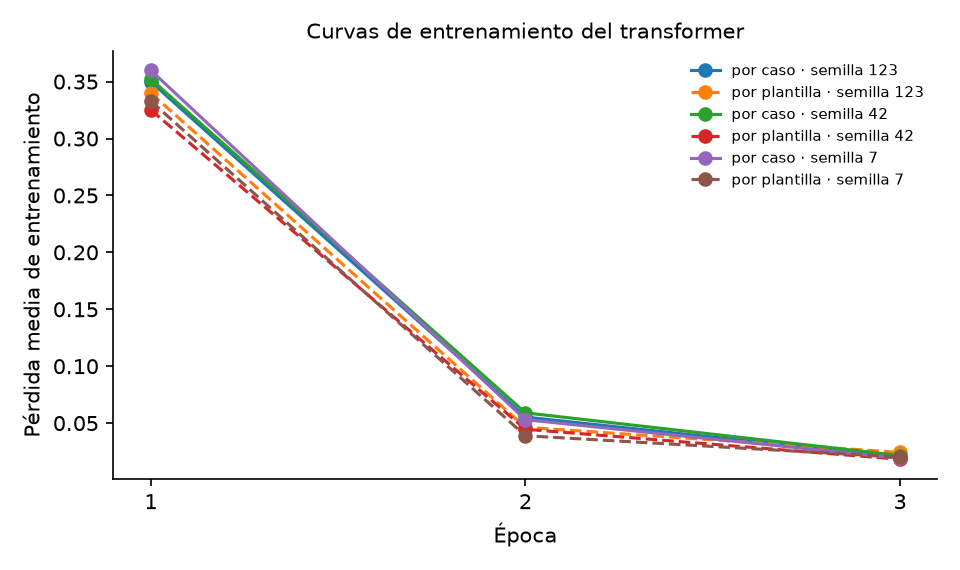 Curvas de entrenamiento del transformer
por caso · semilla 123
por plantilla · semilla 123
por caso · semilla 42
por plantilla · semilla 42
por caso · semilla 7
por plantilla · semilla 7
Pérdida media de entrenamiento
0.35
0.30
0.25
0.20
0.15
0.10
0.05
1 2 3
Época